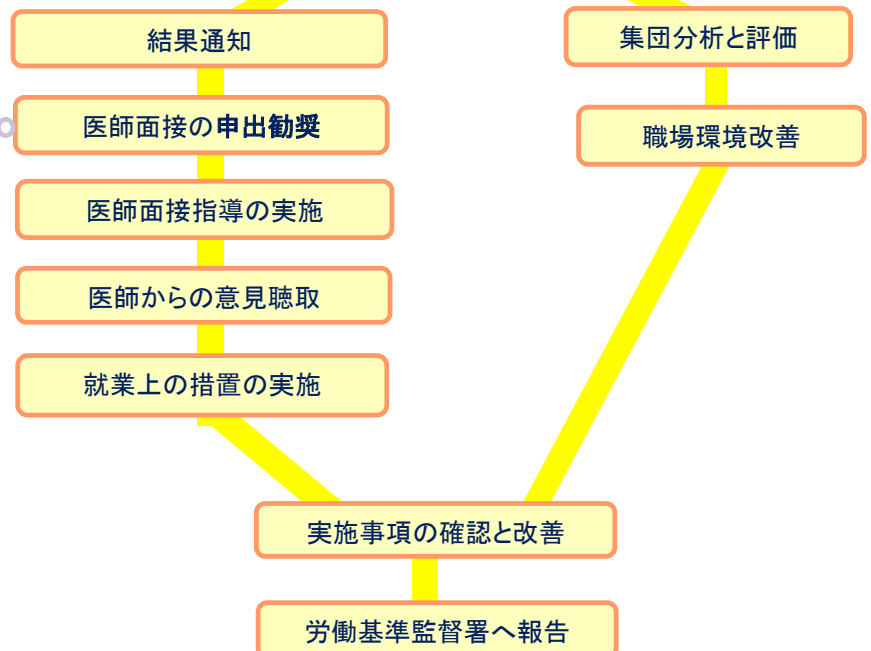 結果通知
医師面接の申出勧奨
医師面接指導の実施
医師からの意見聴取
就業上の措置の実施
集団分析と評価
職場環境改善
実施事項の確認と改善
労働基準監督署へ報告